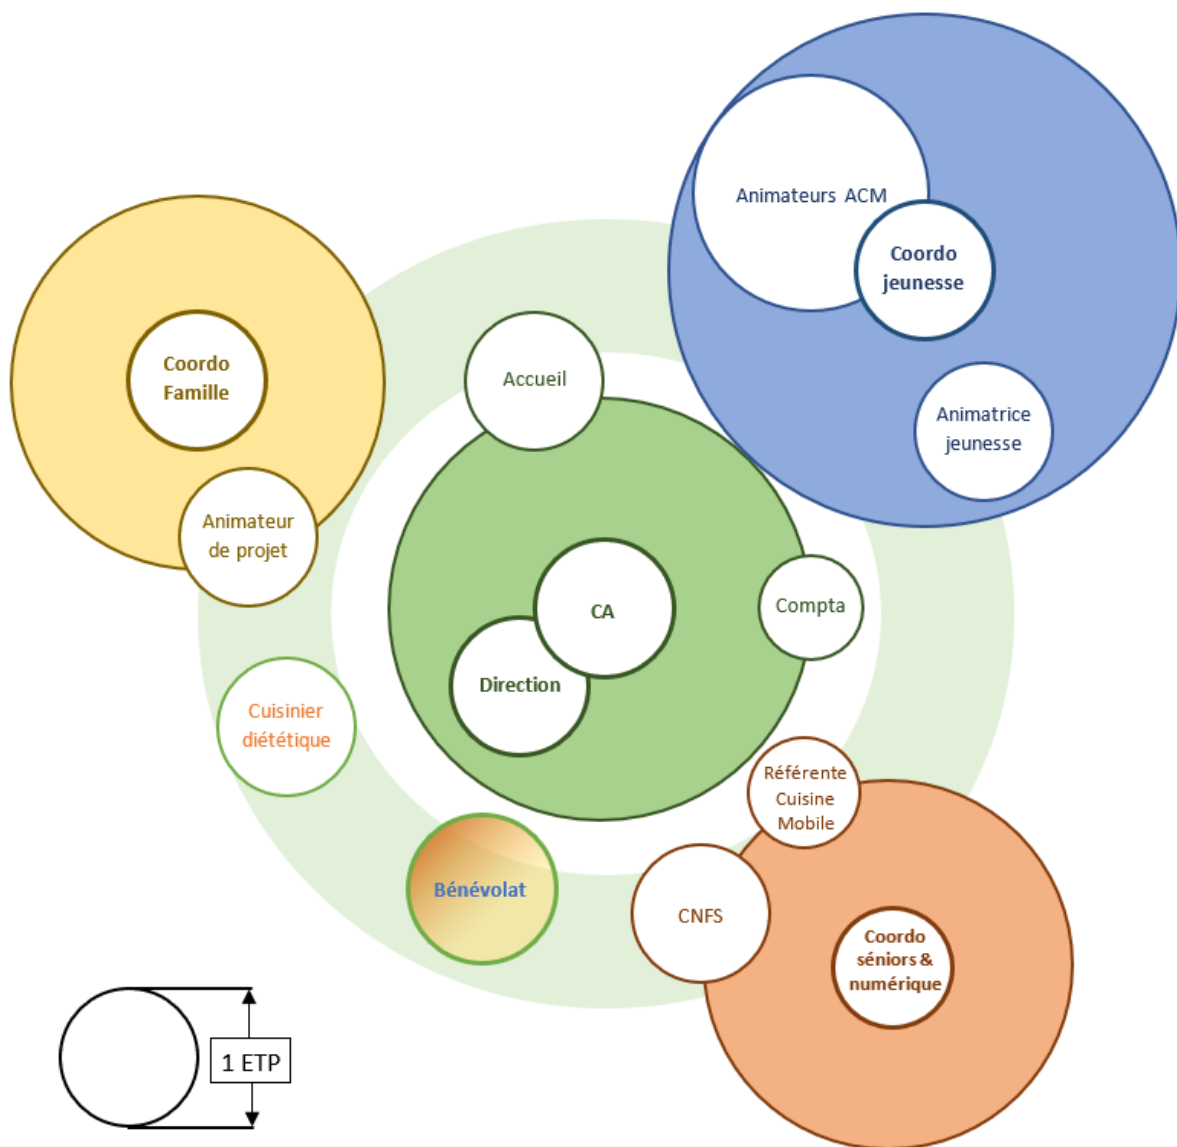 Animateurs ACM
Coordo
jeunesse
Animatrice
jeunesse
Coordo
Famille
Animateur
de projet
Accueil
CA
Direction
Compta
Cuisinier
diététique
Bénévolat
Référente
Cuisine
Mobile
CNFS
Coordo
séniors &
numérique
1 ETP